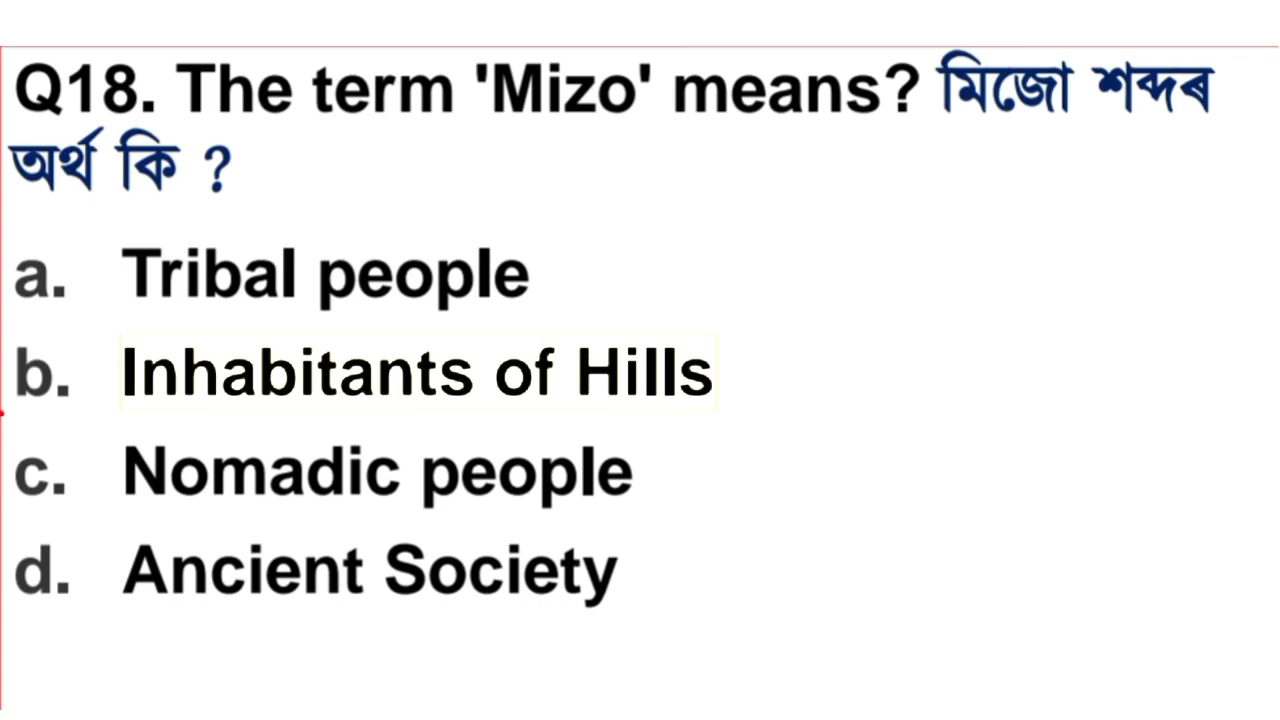 Q18. The term 'Mizo' means? মিজো শব্দৰ
অৰ্থ কি ?
a. Tribal people
b. Inhabitants of Hills
c. Nomadic people
d. Ancient Society